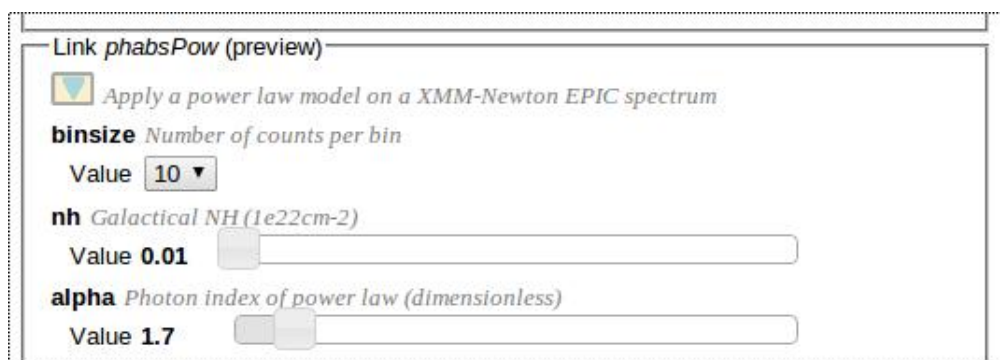 Link phabsPow (preview)
Apply a power law model on a XMM-Newton EPIC spectrum
binsize Number of counts per bin
Value 10
nh Galactical NH (1e22cm-2)
Value 0.01
alpha Photon index of power law (dimensionless)
Value 1.7